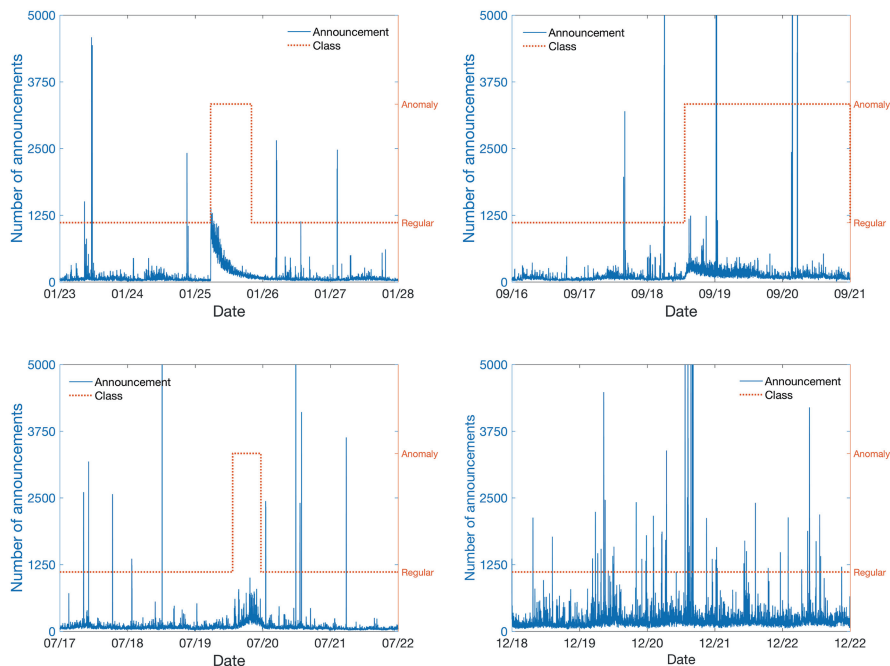 5000
3750
2500
1250
0
Number of announcements
Announcement
Class
Anomaly
Regular
01/23
01/24
01/25
01/26
01/27
01/28
Date
5000
3750
2500
1250
0
Number of announcements
Announcement
Class
Anomaly
Regular
09/16
09/17
09/18
09/19
09/20
09/21
Date
5000
3750
2500
1250
0
Number of announcements
Announcement
Class
Anomaly
Regular
07/17
07/18
07/19
07/20
07/21
07/22
Date
5000
3750
2500
1250
0
Number of announcements
Announcement
Class
Anomaly
Regular
12/18
12/19
12/20
12/21
12/22
12/22
Date